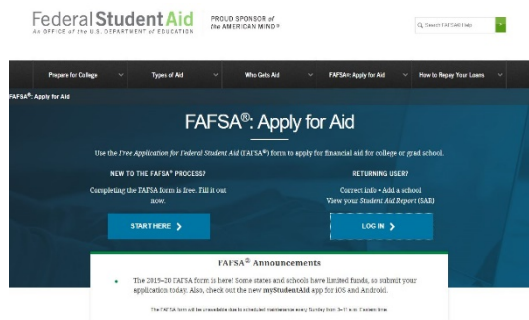 Federal Student Aid
An OFFICE of the U.S. DEPARTMENT of EDUCATION
PROUD SPONSOR of
the AMERICAN MIND®
Search FAFSA® Help
Prepare for College
Types of Aid
Who Gets Aid
FAFSA®: Apply for Aid
How to Repay Your Loans
FAFSA®: Apply for Aid
FAFSA®: Apply for Aid
Use the Free Application for Federal Student Aid (FAFSA®) form to apply for financial aid for college or grad school.
NEW TO THE FAFSA® PROCESS?
Completing the FAFSA form is free. Fill it out
now.
START HERE
RETURNING USER?
Correct info • Add a school
View your Student Aid Report (SAR)
LOG IN
FAFSA® Announcements
• The 2019–20 FAFSA form is here! Some states and schools have limited funds, so submit your
application today. Also, check out the new myStudentAid app for iOS and Android.
The FAFSA form will be unavailable due to scheduled maintenance every Sunday from 3–11 a.m. Eastern time.